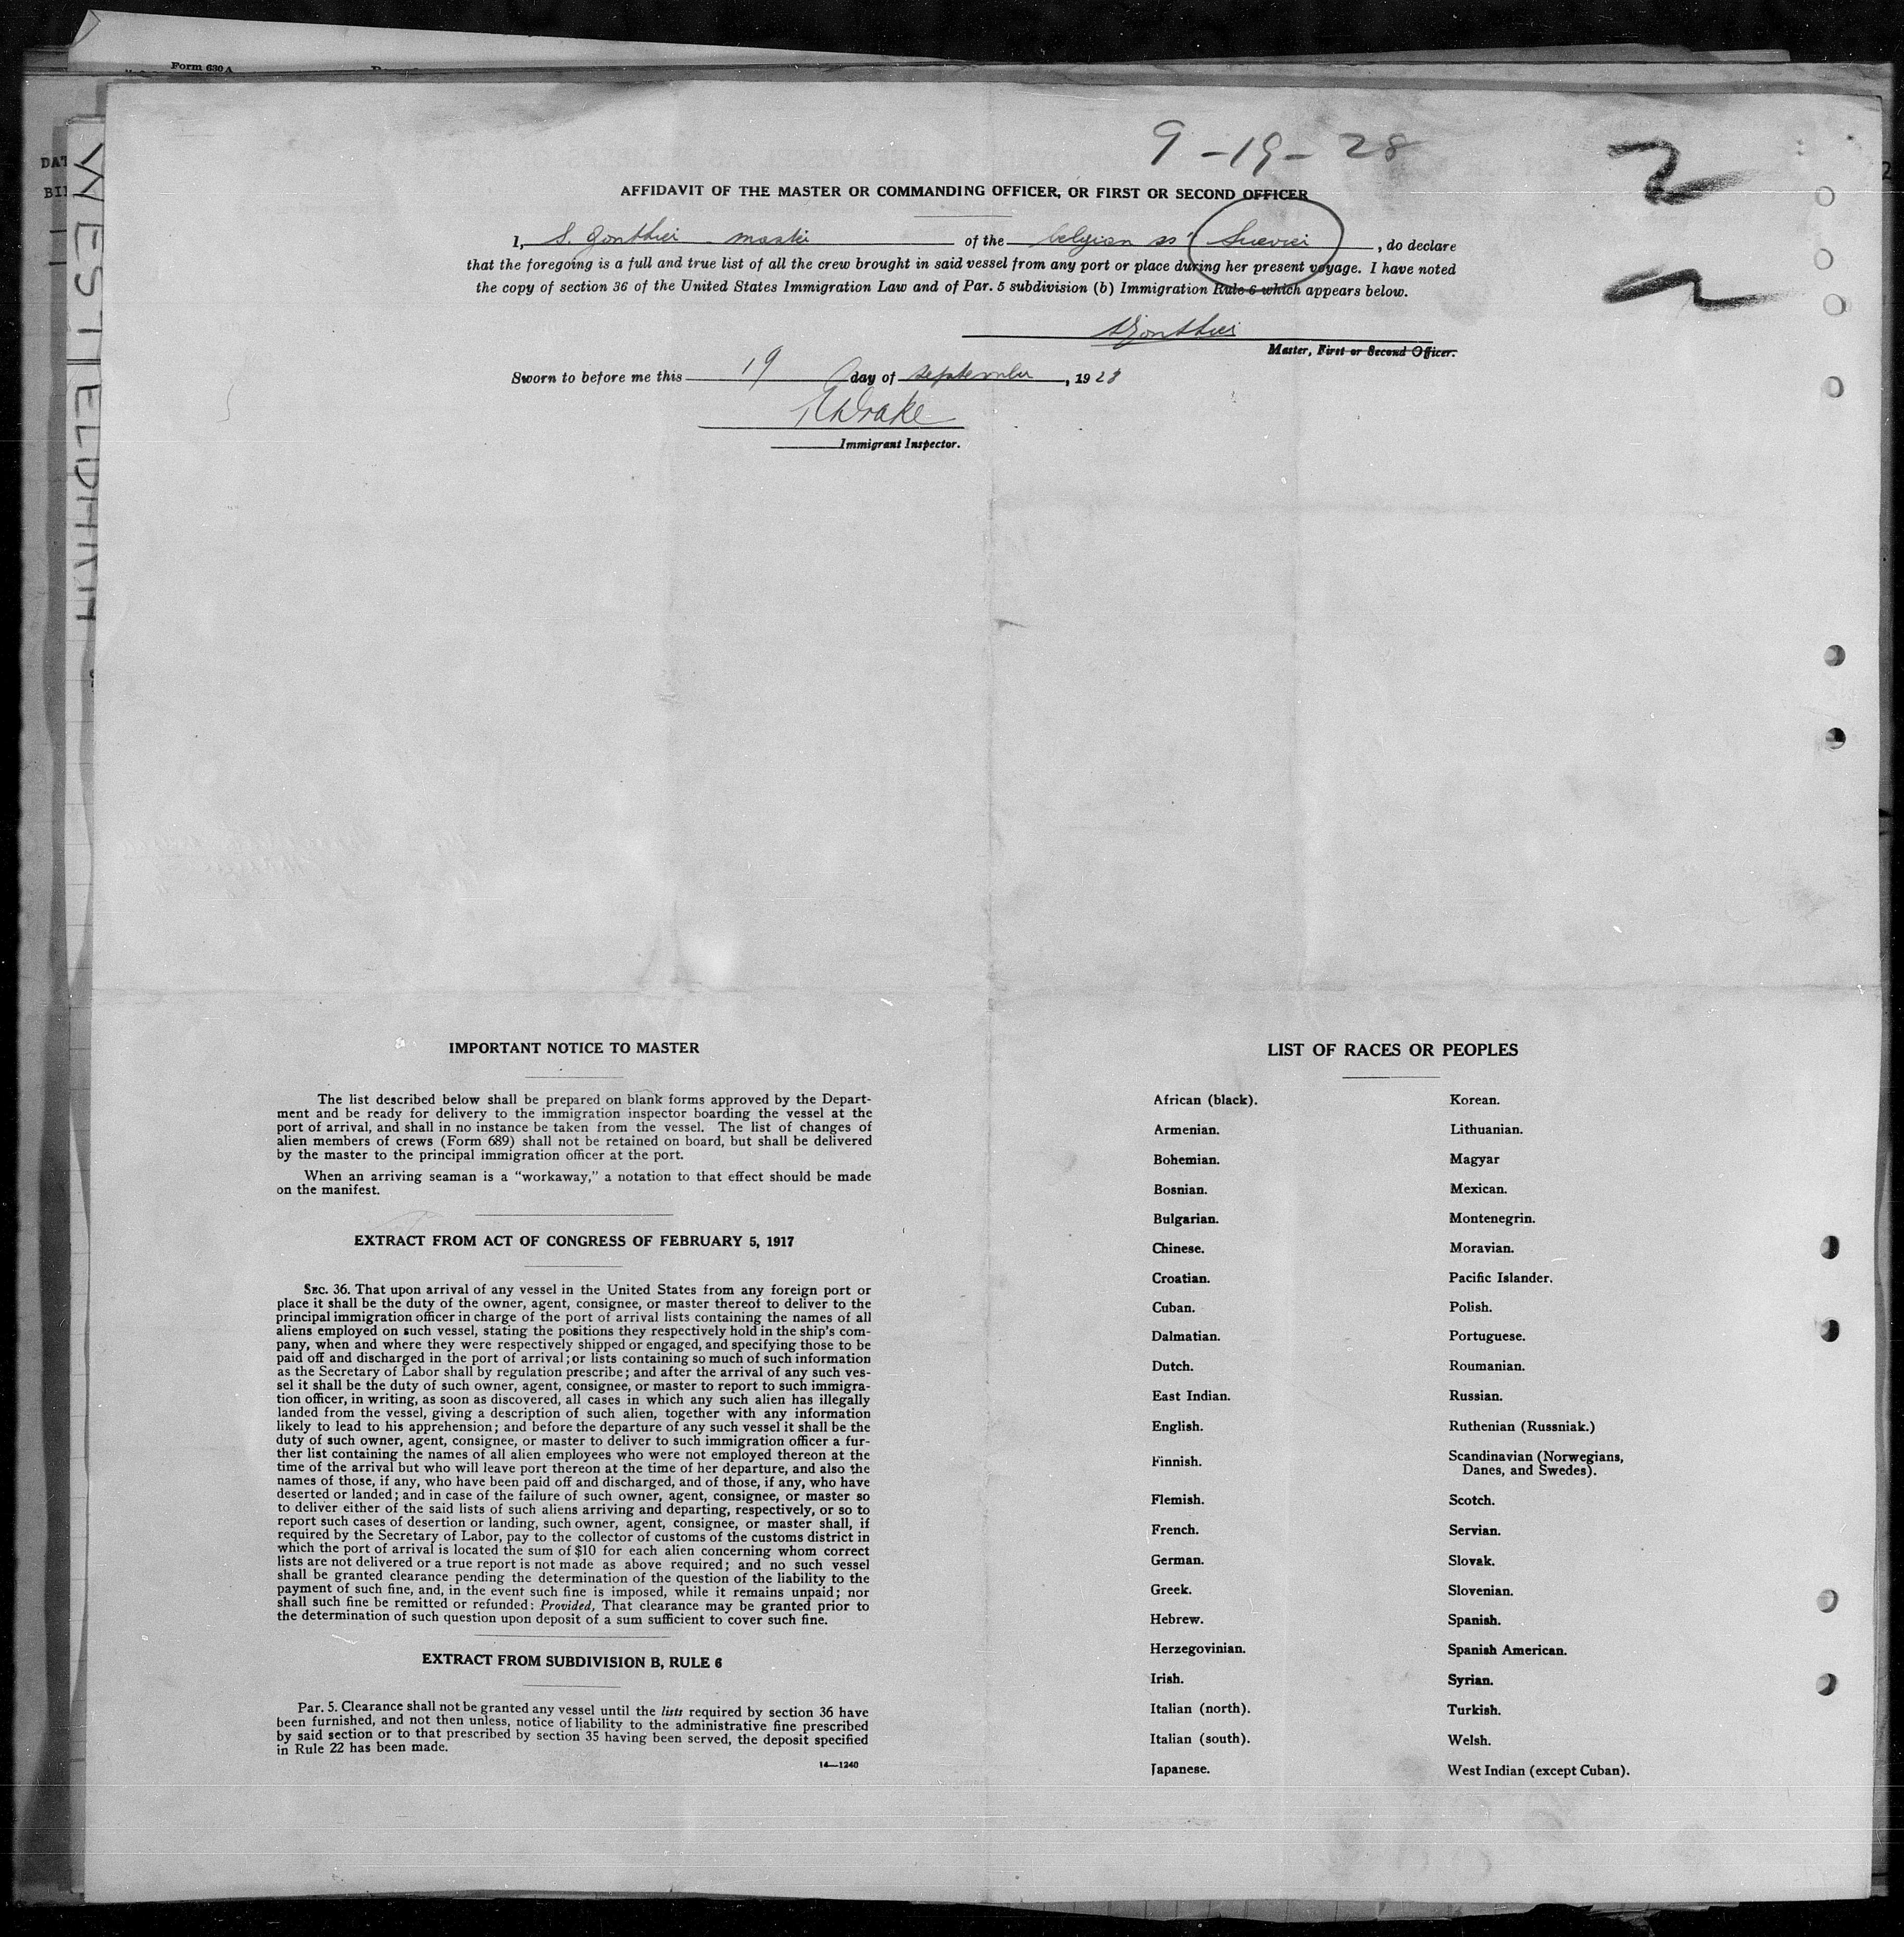 Form 630 A
9-19-28
2
DAT
BIL
WEST ELDHAM
AFFIDAVIT OF THE MASTER OR COMMANDING OFFICER, OR FIRST OR SECOND OFFICER
I, S. Gonthier of the belgian ss , do declare
that the foregoing is a full and true list of all the crew brought in said vessel from any port or place during her present voyage. I have noted
the copy of section 36 of the United States Immigration Law and of Par. 5 subdivision (b) Immigration Rule 6 which appears below.
Master, First or Second Officer.
Sworn to before me this 19 day of September, 1928
Drake
Immigrant Inspector.
IMPORTANT NOTICE TO MASTER
The list described below shall be prepared on blank forms approved by the Depart-
ment and be ready for delivery to the immigration inspector boarding the vessel at the
port of arrival, and shall in no instance be taken from the vessel. The list of changes of
alien members of crews (Form 689) shall not be retained on board, but shall be delivered
by the master to the principal immigration officer at the port.
When an arriving seaman is a "workaway," a notation to that effect should be made
on the manifest.
EXTRACT FROM ACT OF CONGRESS OF FEBRUARY 5, 1917
SEC. 36. That upon arrival of any vessel in the United States from any foreign port or
place it shall be the duty of the owner, agent, consignee, or master thereof to deliver to the
principal immigration officer in charge of the port of arrival lists containing the names of all
aliens employed on such vessel, stating the positions they respectively hold in the ship's com-
pany, when and where they were respectively shipped or engaged, and specifying those to be
paid off and discharged in the port of arrival; or lists containing so much of such information
as the Secretary of Labor shall by regulation prescribe; and after the arrival of any such ves-
sel it shall be the duty of such owner, agent, consignee, or master to report to such immigra-
tion officer, in writing, as soon as discovered, all cases in which any such alien has illegally
landed from the vessel, giving a description of such alien, together with any information
likely to lead to his apprehension; and before the departure of any such vessel it shall be the
duty of such owner, agent, consignee, or master to deliver to such immigration officer a fur-
ther list containing the names of all alien employees who were not employed thereon at the
time of the arrival but who will leave port thereon at the time of her departure, and also the
names of those, if any, who have been paid off and discharged, and of those, if any, who have
deserted or landed; and in case of the failure of such owner, agent, consignee, or master so
to deliver either of the said lists of such aliens arriving and departing, respectively, or so to
report such cases of desertion or landing, such owner, agent, consignee, or master shall, if
required by the Secretary of Labor, pay to the collector of customs of the customs district in
which the port of arrival is located the sum of $10 for each alien concerning whom correct
lists are not delivered or a true report is not made as above required; and no such vessel
shall be granted clearance pending the determination of the question of the liability to the
payment of such fine, and, in the event such fine is imposed, while it remains unpaid; nor
shall such fine be remitted or refunded: Provided, That clearance may be granted prior to
the determination of such question upon deposit of a sum sufficient to cover such fine.
EXTRACT FROM SUBDIVISION B, RULE 6
Par. 5. Clearance shall not be granted any vessel until the lists required by section 36 have
been furnished, and not then unless, notice of liability to the administrative fine prescribed
by said section or to that prescribed by section 35 having been served, the deposit specified
in Rule 22 has been made.
14—1240
LIST OF RACES OR PEOPLES
African (black).
Armenian.
Bohemian.
Bosnian.
Bulgarian.
Chinese.
Croatian.
Cuban.
Dalmatian.
Dutch.
East Indian.
English.
Finnish.
Flemish.
French.
German.
Greek.
Hebrew.
Herzegovinian.
Irish.
Italian (north).
Italian (south).
Japanese.
Korean.
Lithuanian.
Magyar
Mexican.
Montenegrin.
Moravian.
Pacific Islander.
Polish.
Portuguese.
Roumanian.
Russian.
Ruthenian (Russniak.)
Scandinavian (Norwegians,
Danes, and Swedes).
Scotch.
Servian.
Slovak.
Slovenian.
Spanish.
Spanish American.
Syrian.
Turkish.
Welsh.
West Indian (except Cuban).